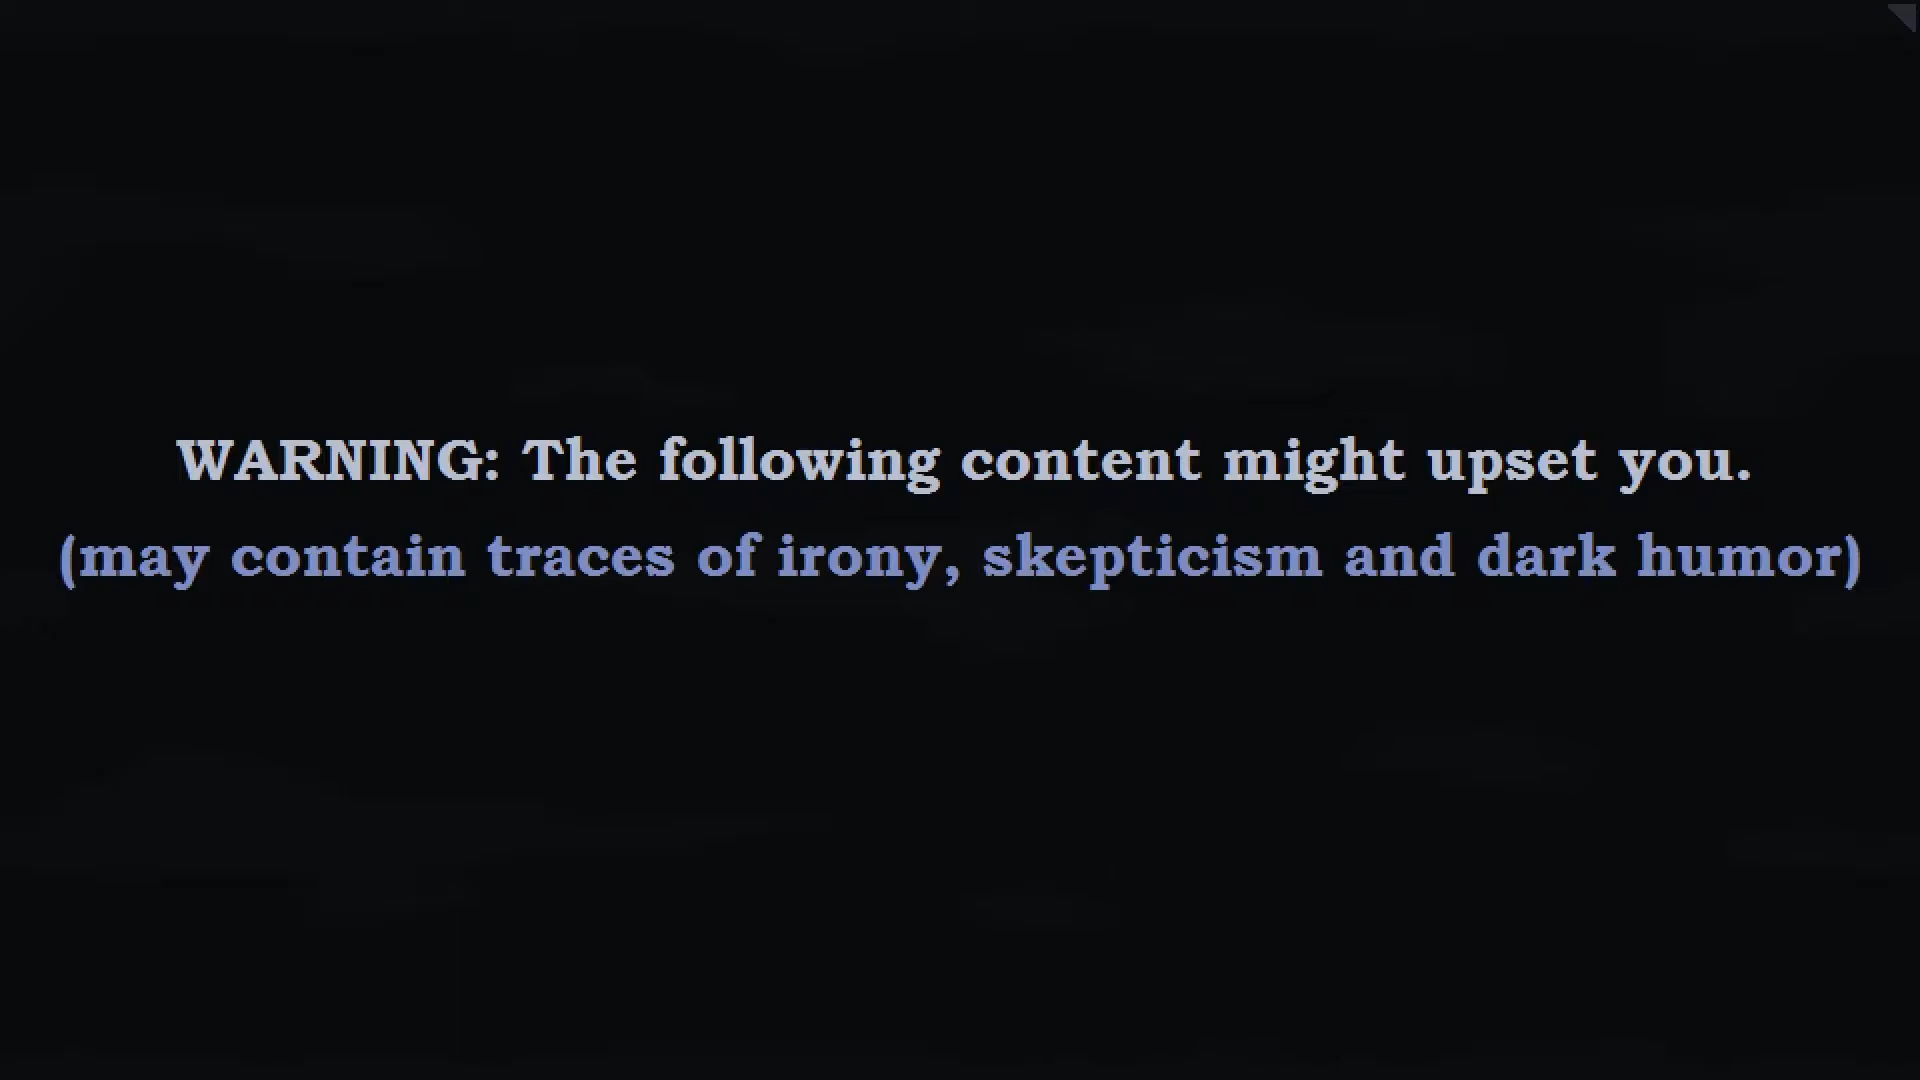 WARNING: The following content might upset you.
(may contain traces of irony, skepticism and dark humor)